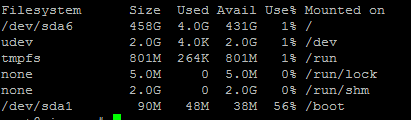 Filesystem Size Used Avail Use% Mounted on
/dev/sda6 458G 4.0G 431G 1% /
udev 2.0G 4.0K 2.0G 1% /dev
tmpfs 801M 264K 801M 1% /run
none 5.0M 0 5.0M 0% /run/lock
none 2.0G 0 2.0G 0% /run/shm
/dev/sda1 90M 48M 38M 56% /boot